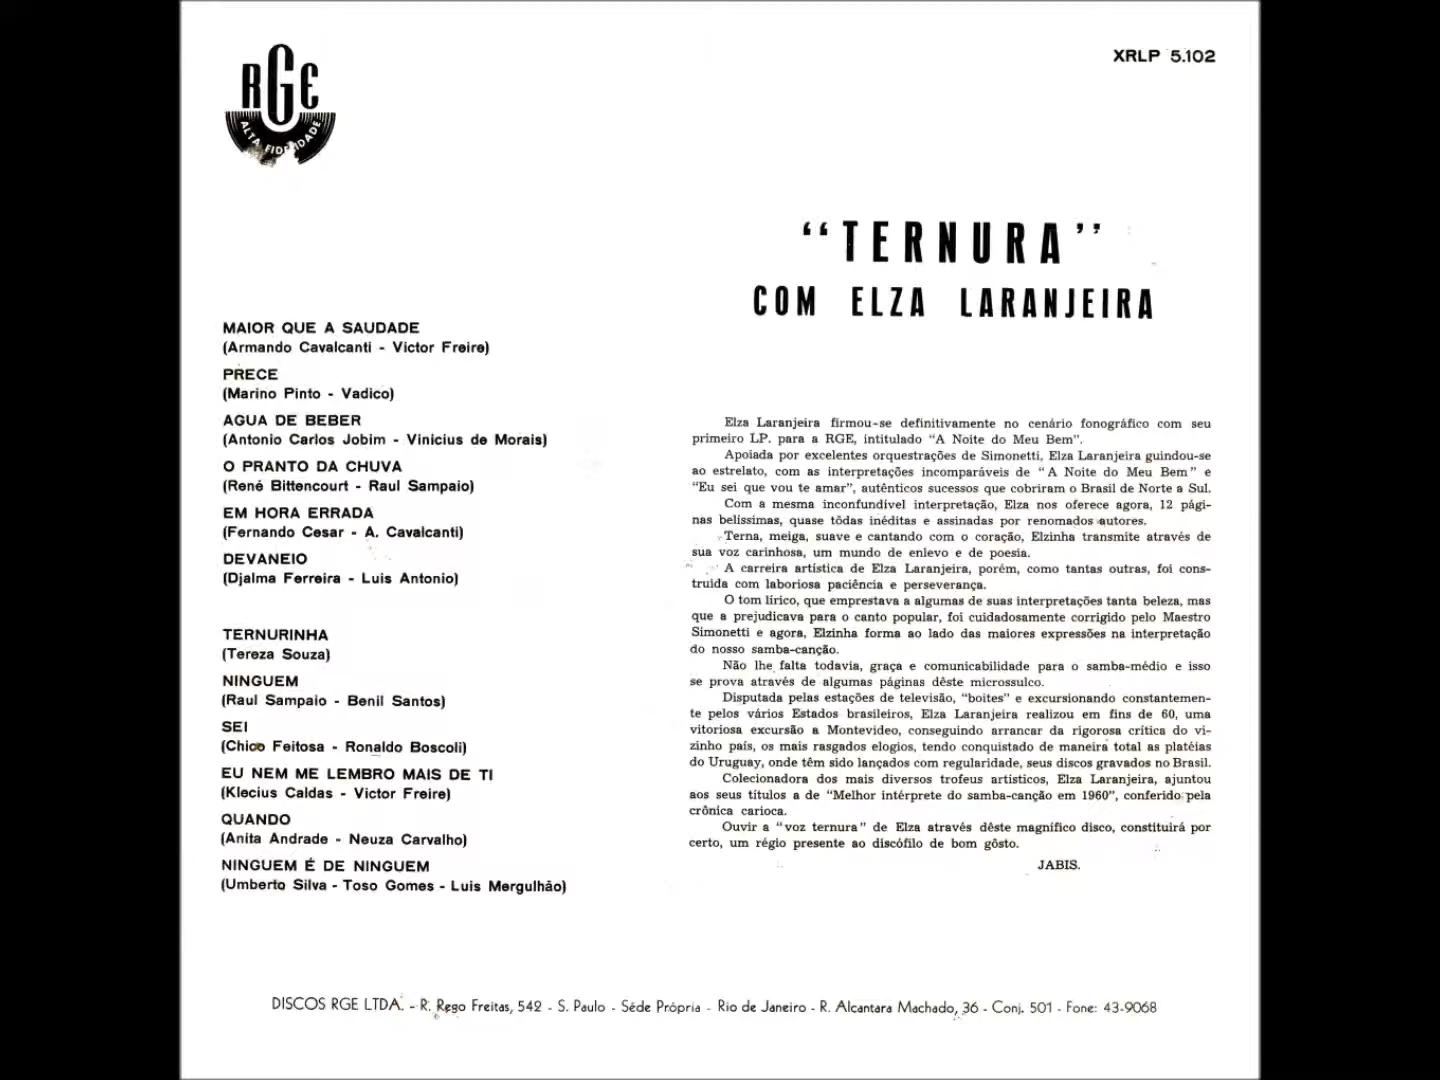 RGE
ALTA FIDELIDADE
XRLP 5.102
“TERNURA”
COM ELZA LARANJEIRA
MAIOR QUE A SAUDADE
(Armando Cavalcanti - Victor Freire)
PRECE
(Marino Pinto - Vadico)
AGUA DE BEBER
(Antonio Carlos Jobim - Vinicius de Morais)
O PRANTO DA CHUVA
(René Bittencourt - Raul Sampaio)
EM HORA ERRADA
(Fernando Cesar - A. Cavalcanti)
DEVANEIO
(Djalma Ferreira - Luis Antonio)
TERNURINHA
(Tereza Souza)
NINGUEM
(Raul Sampaio - Benil Santos)
SEI
(Chico Feitosa - Ronaldo Boscoli)
EU NEM ME LEMBRO MAIS DE TI
(Klecius Caldas - Victor Freire)
QUANDO
(Anita Andrade - Neuza Carvalho)
NINGUEM É DE NINGUEM
(Umberto Silva - Toso Gomes - Luis Mergulhão)
Elza Laranjeira firmou-se definitivamente no cenário fonográfico com seu
primeiro LP. para a RGE, intitulado “A Noite do Meu Bem”.
Apoiada por excelentes orquestrações de Simonetti, Elza Laranjeira guindou-se
ao estrelato, com as interpretações incomparáveis de “A Noite do Meu Bem” e
“Eu sei que vou te amar”, autênticos sucessos que cobriram o Brasil de Norte a Sul.
Com a mesma inconfundível interpretação, Elza nos oferece agora, 12 pági-
nas belíssimas, quase tôdas inéditas e assinadas por renomados autores.
Terna, meiga, suave e cantando com o coração, Elzinha transmite através de
sua voz carinhosa, um mundo de enlevo e de poesia.
A carreira artística de Elza Laranjeira, porém, como tantas outras, foi cons-
truida com laboriosa paciência e perseverança.
O tom lírico, que emprestava a algumas de suas interpretações tanta beleza, mas
que a prejudicava para o canto popular, foi cuidadosamente corrigido pelo Maestro
Simonetti e agora, Elzinha forma ao lado das maiores expressões na interpretação
do nosso samba-canção.
Não lhe falta todavia, graça e comunicabilidade para o samba-médio e isso
se prova através de algumas páginas dêste microssulco.
Disputada pelas estações de televisão, “boites” e excursionando constantemen-
te pelos vários Estados brasileiros, Elza Laranjeira realizou em fins de 60, uma
vitoriosa excursão a Montevideo, conseguindo arrancar da rigorosa crítica do vi-
zinho país, os mais rasgados elogios, tendo conquistado de maneira total as platéias
do Uruguay, onde têm sido lançados com regularidade, seus discos gravados no Brasil.
Colecionadora dos mais diversos trofeus artísticos, Elza Laranjeira, ajuntou
aos seus títulos a de “Melhor intérprete do samba-canção em 1960”, conferido pela
crônica carioca.
Ouvir a “voz ternura” de Elza através dêste magnífico disco, constituirá por
certo, um régio presente ao discófilo de bom gôsto.
JABIS.
DISCOS RGE LTDA. - R. Rego Freitas, 542 - S. Paulo - Séde Própria - Rio de Janeiro - R. Alcantara Machado, 36 - Conj. 501 - Fone: 43-9068